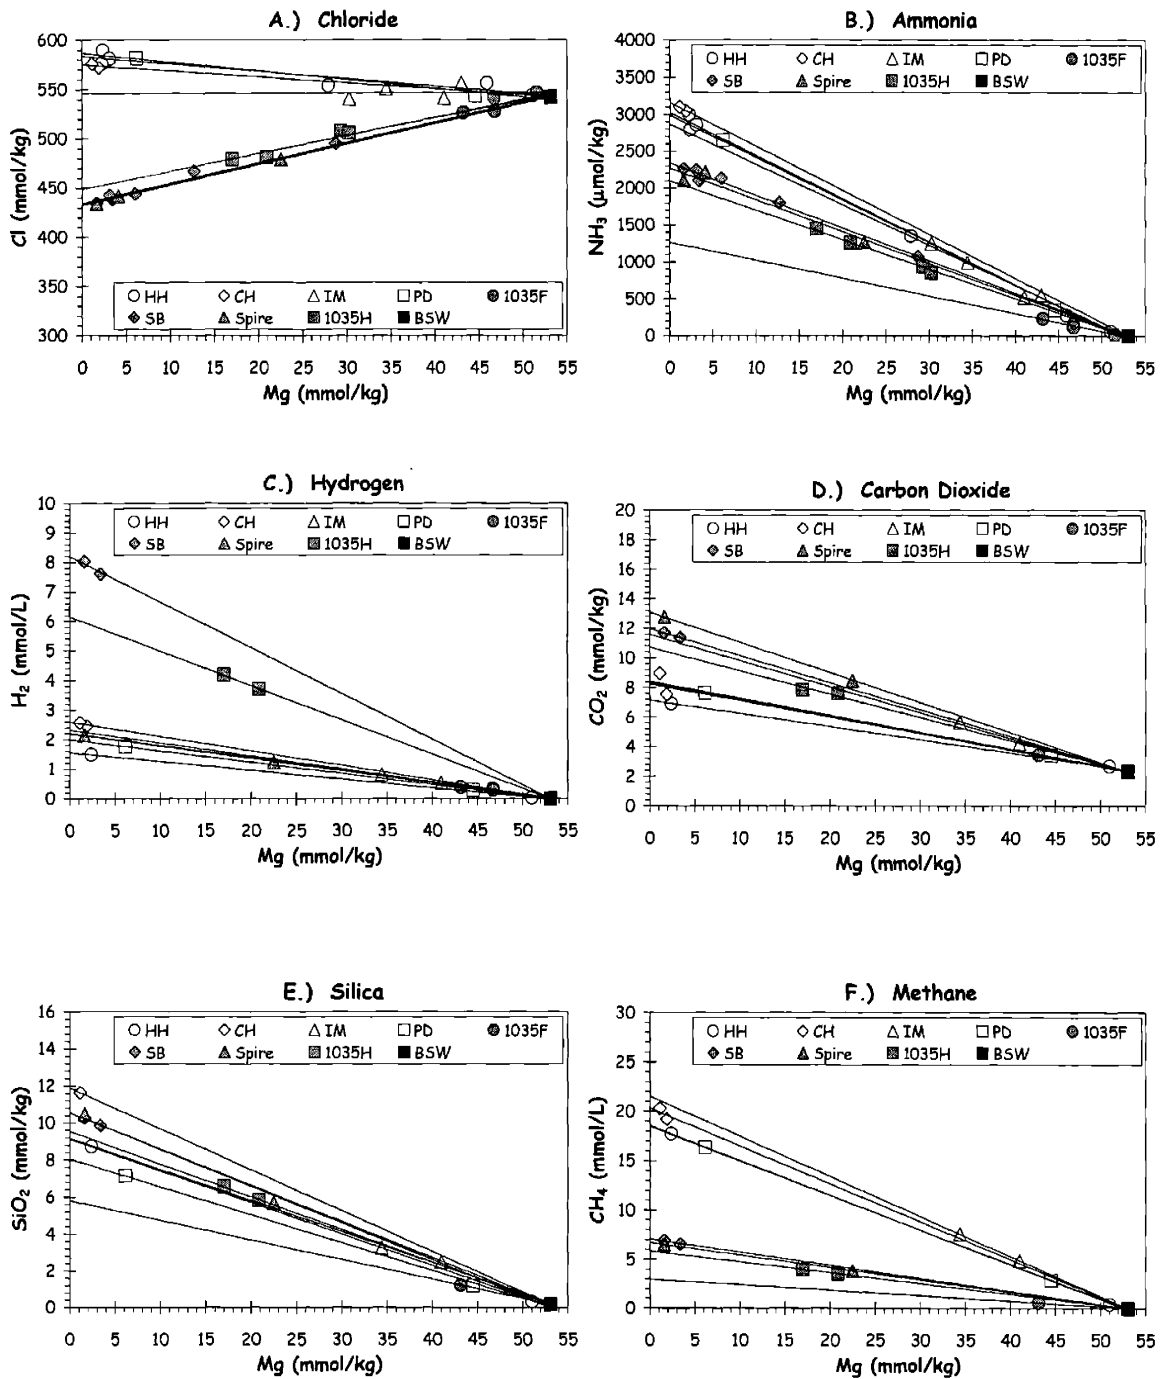 A.) Chloride
600
550
500
450
400
350
300
Cl (mmol/kg)
HH CH IM PD 1035F
SB Spire 1035H BSW
0 5 10 15 20 25 30 35 40 45 50 55
Mg (mmol/kg)
B.) Ammonia
4000
3500
3000
2500
2000
1500
1000
500
0
NH₃ (µmol/kg)
HH CH IM PD 1035F
SB Spire 1035H BSW
0 5 10 15 20 25 30 35 40 45 50 55
Mg (mmol/kg)
C.) Hydrogen
10
9
8
7
6
5
4
3
2
1
0
H₂ (mmol/L)
HH CH IM PD 1035F
SB Spire 1035H BSW
0 5 10 15 20 25 30 35 40 45 50 55
Mg (mmol/kg)
D.) Carbon Dioxide
20
18
16
14
12
10
8
6
4
2
0
CO₂ (mmol/kg)
HH CH IM PD 1035F
SB Spire 1035H BSW
0 5 10 15 20 25 30 35 40 45 50 55
Mg (mmol/kg)
E.) Silica
16
14
12
10
8
6
4
2
0
SiO₂ (mmol/kg)
HH CH IM PD 1035F
SB Spire 1035H BSW
0 5 10 15 20 25 30 35 40 45 50 55
Mg (mmol/kg)
F.) Methane
30
25
20
15
10
5
0
CH₄ (mmol/L)
HH CH IM PD 1035F
SB Spire 1035H BSW
0 5 10 15 20 25 30 35 40 45 50 55
Mg (mmol/kg)